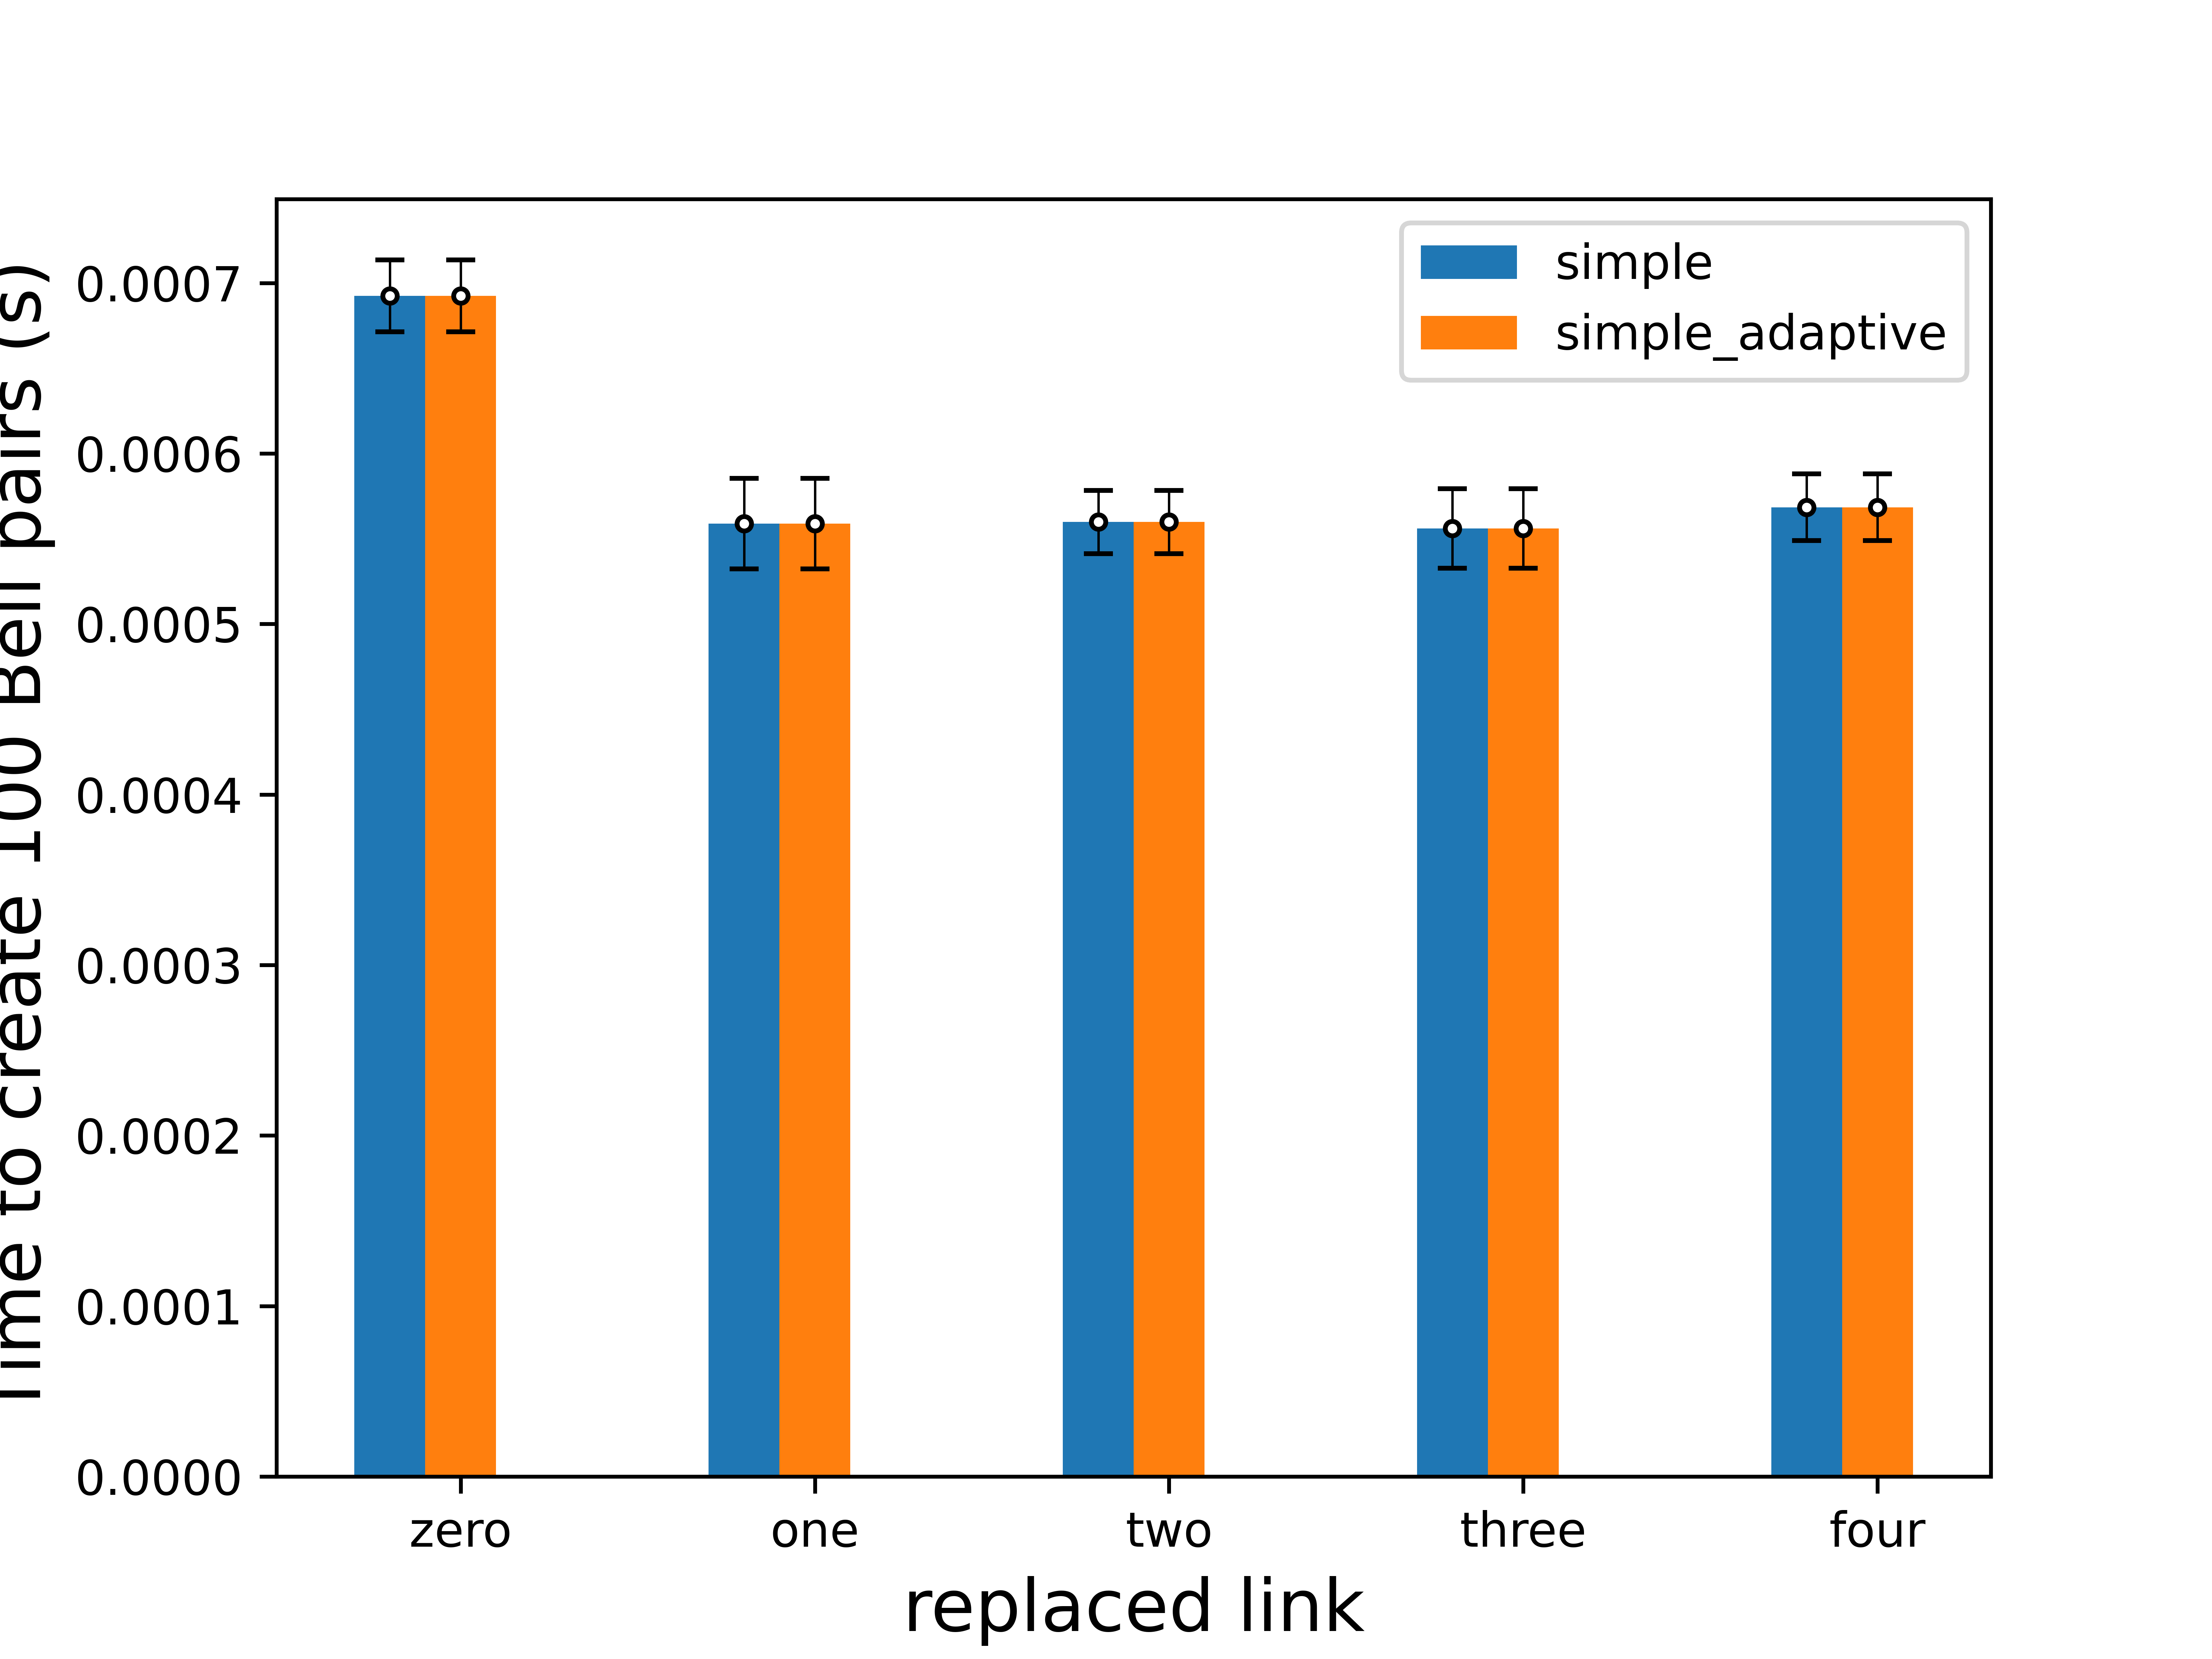 Time to create 100 Bell pairs (s)
0.0007
0.0006
0.0005
0.0004
0.0003
0.0002
0.0001
0.0000
simple
simple_adaptive
zero one two three four
replaced link